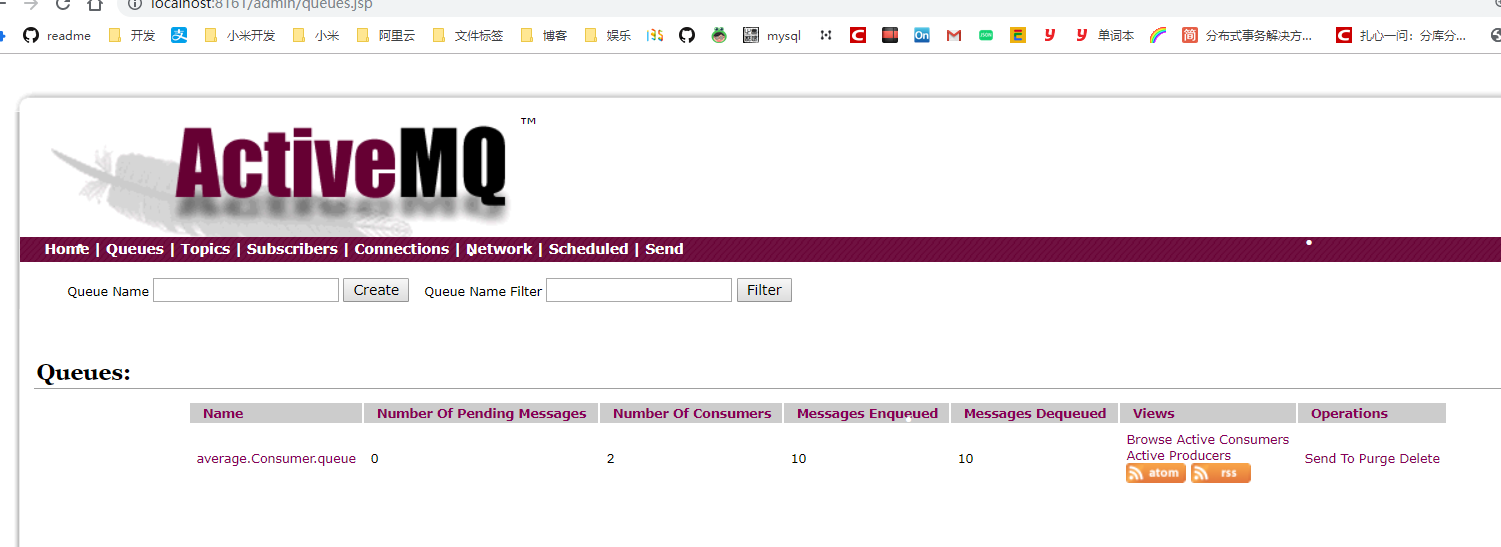 localhost:8161/admin/queues.jsp
readme 开发 小米开发 小米 阿里云 文件标签 博客 娱乐 mysql On 单词本 简 分布式事务解决方... 扎心一问：分库分...
ActiveMQ™
Home | Queues | Topics | Subscribers | Connections | Network | Scheduled | Send
Queue Name Create Queue Name Filter Filter
Queues:
Name Number Of Pending Messages Number Of Consumers Messages Enqueued Messages Dequeued Views Operations
Browse Active Consumers
average.Consumer.queue 0 2 10 10 Active Producers Send To Purge Delete
atom rss